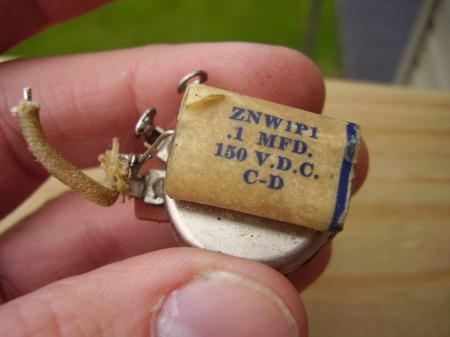 ZNW1P1
.1 MFD.
150 V.D.C.
C-D